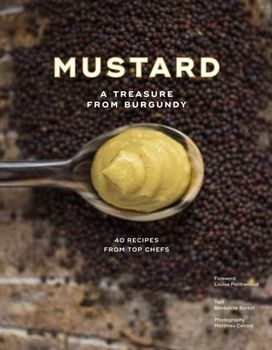 MUSTARD
A TREASURE
FROM BURGUNDY
40 RECIPES
FROM TOP CHEFS
Foreword
Louise Petitrenaud
Text
Bénédicte Bortoli
Photography
Matthieu Cellard